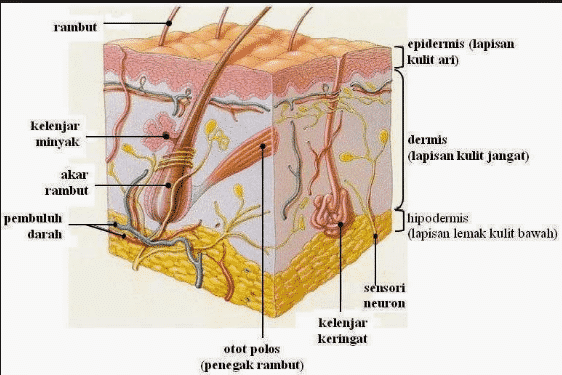 rambut
kelenjar
minyak
akar
rambut
pembuluh
darah
epidermis (lapisan
kulit ari)
dermis
(lapisan kulit jangat)
hipodermis
(lapisan lemak kulit bawah)
sensori
neuron
kelenjar
keringat
otot polos
(penegak rambut)